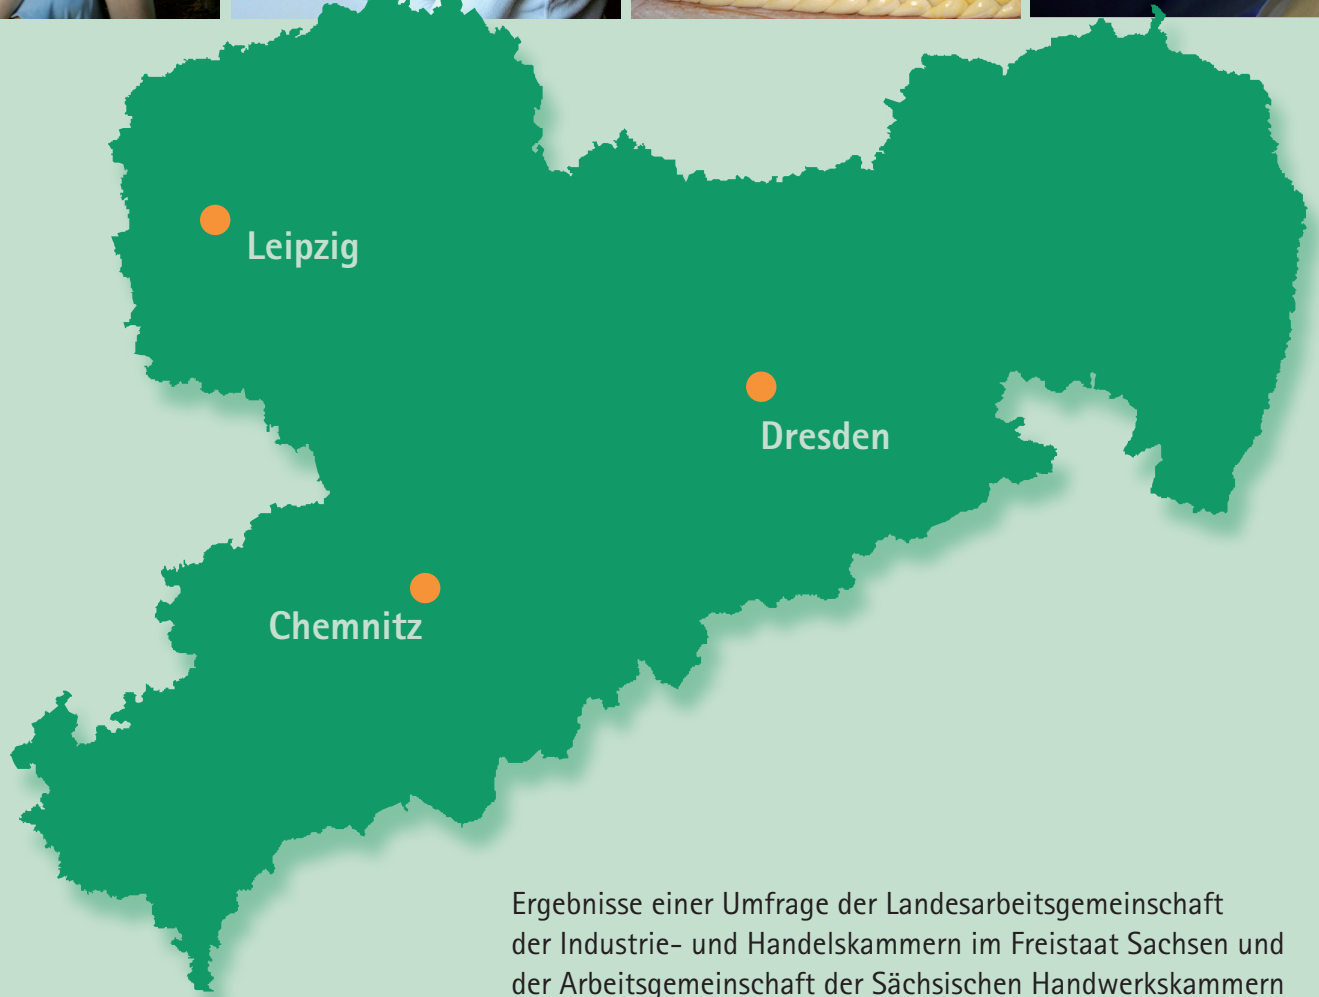 Leipzig
Dresden
Chemnitz
Ergebnisse einer Umfrage der Landesarbeitsgemeinschaft
der Industrie- und Handelskammern im Freistaat Sachsen und
der Arbeitsgemeinschaft der Sächsischen Handwerkskammern